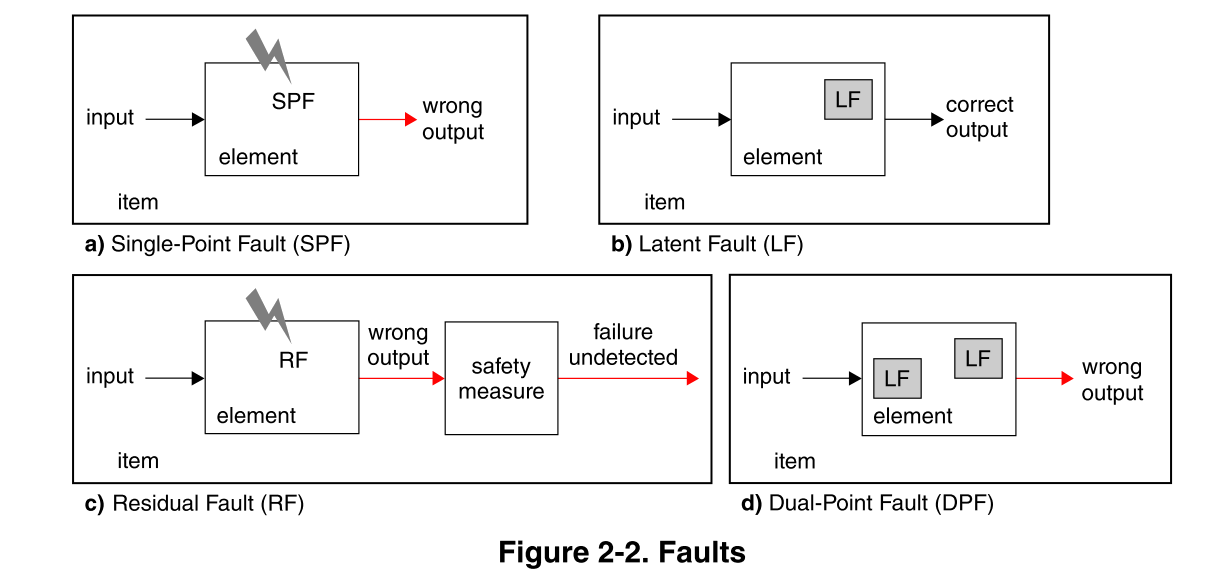 input
SPF
element
wrong
output
item
a) Single-Point Fault (SPF)
input
LF
element
correct
output
item
b) Latent Fault (LF)
input
RF
element
wrong
output
safety
measure
failure
undetected
item
c) Residual Fault (RF)
input
LF
LF
element
wrong
output
item
d) Dual-Point Fault (DPF)
Figure 2-2. Faults